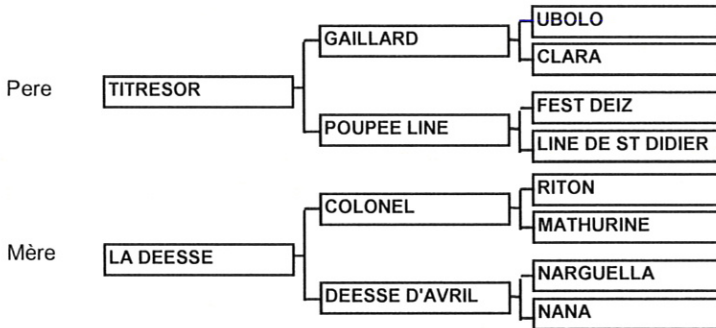 UBOLO
GAILLARD
CLARA
Pere
TITRESOR
FEST DEIZ
POUPEE LINE
LINE DE ST DIDIER
RITON
COLONEL
MATHURINE
Mère
LA DEESSE
NARGUELLA
DEESSE D'AVRIL
NANA